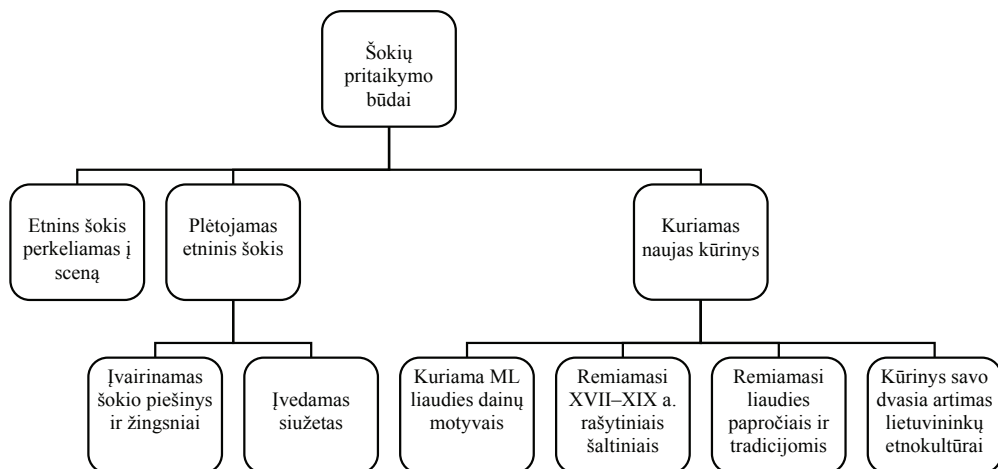 Šokių
pritaikymo
būdai
Etnins šokis
perkeliamas į
sceną
Plėtojamas
etninis šokis
Kuriamas
naujas kūrinys
Įvairinamas
šokio piešinys
ir žingsniai
Įvedamas
siužetas
Kuriama ML
liaudies dainų
motyvais
Remiamasi
XVII–XIX a.
rašytiniais
šaltiniais
Remiamasi
liaudies
papročiais ir
tradicijomis
Kūrinys savo
dvasia artimas
lietuvininkų
etnokultūrai